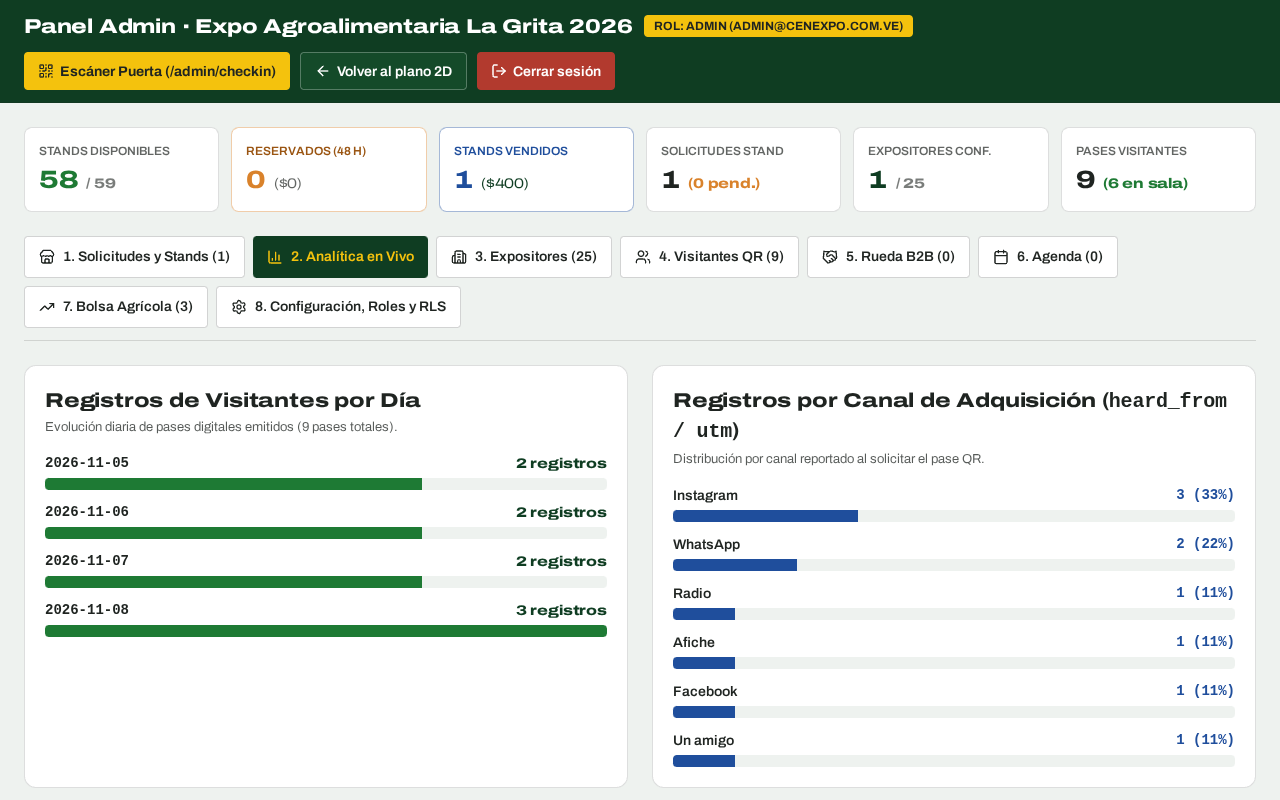 Panel Admin · Expo Agroalimentaria La Grita 2026
ROL: ADMIN (ADMIN@CENEXPO.COM.VE)
Escáner Puerta (/admin/checkin)
Volver al plano 2D
Cerrar sesión
STANDS DISPONIBLES
58 / 59
RESERVADOS (48 H)
0 ($0)
STANDS VENDIDOS
1 ($400)
SOLICITUDES STAND
1 (0 pend.)
EXPOSITORES CONF.
1 / 25
PASES VISITANTES
9 (6 en sala)
1. Solicitudes y Stands (1)
2. Analítica en Vivo
3. Expositores (25)
4. Visitantes QR (9)
5. Rueda B2B (0)
6. Agenda (0)
7. Bolsa Agrícola (3)
8. Configuración, Roles y RLS
Registros de Visitantes por Día
Evolución diaria de pases digitales emitidos (9 pases totales).
2026-11-05 2 registros
2026-11-06 2 registros
2026-11-07 2 registros
2026-11-08 3 registros
Registros por Canal de Adquisición (heard_from
/ utm)
Distribución por canal reportado al solicitar el pase QR.
Instagram 3 (33%)
WhatsApp 2 (22%)
Radio 1 (11%)
Afiche 1 (11%)
Facebook 1 (11%)
Un amigo 1 (11%)